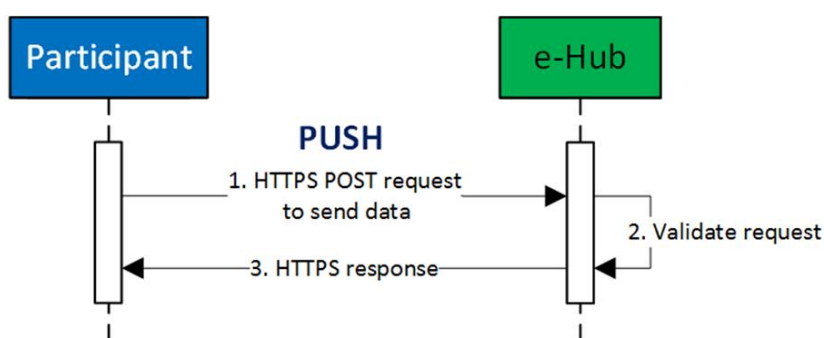 Participant
e-Hub
PUSH
1. HTTPS POST request
to send data
2. Validate request
3. HTTPS response